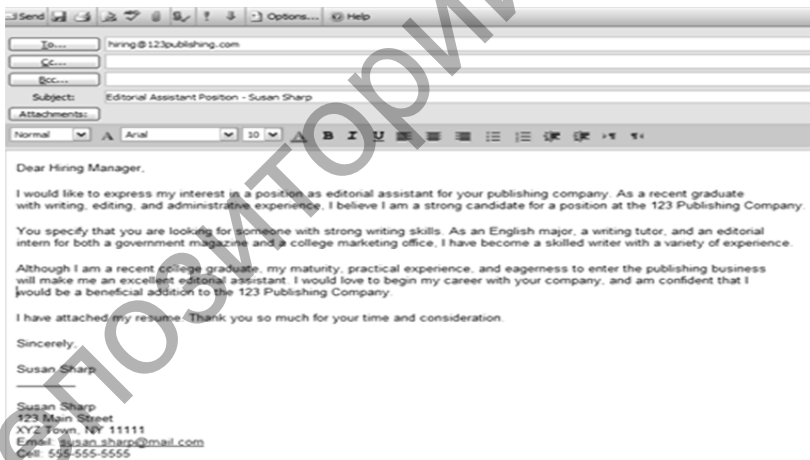 Send Options... Help
To... hiring@123publishing.com
Cc...
Bcc...
Subject: Editorial Assistant Position - Susan Sharp
Attachments:
Normal A Arial 10 A B I U
Dear Hiring Manager,
I would like to express my interest in a position as editorial assistant for your publishing company. As a recent graduate
with writing, editing, and administrative experience, I believe I am a strong candidate for a position at the 123 Publishing Company.
You specify that you are looking for someone with strong writing skills. As an English major, a writing tutor, and an editorial
intern for both a government magazine and a college marketing office, I have become a skilled writer with a variety of experience.
Although I am a recent college graduate, my maturity, practical experience, and eagerness to enter the publishing business
will make me an excellent editorial assistant. I would love to begin my career with your company, and am confident that I
would be a beneficial addition to the 123 Publishing Company.
I have attached my resume. Thank you so much for your time and consideration.
Sincerely,
Susan Sharp
Susan Sharp
123 Main Street
XYZ Town, NY 11111
Email: susan.sharp@mail.com
Cell: 555-555-5555